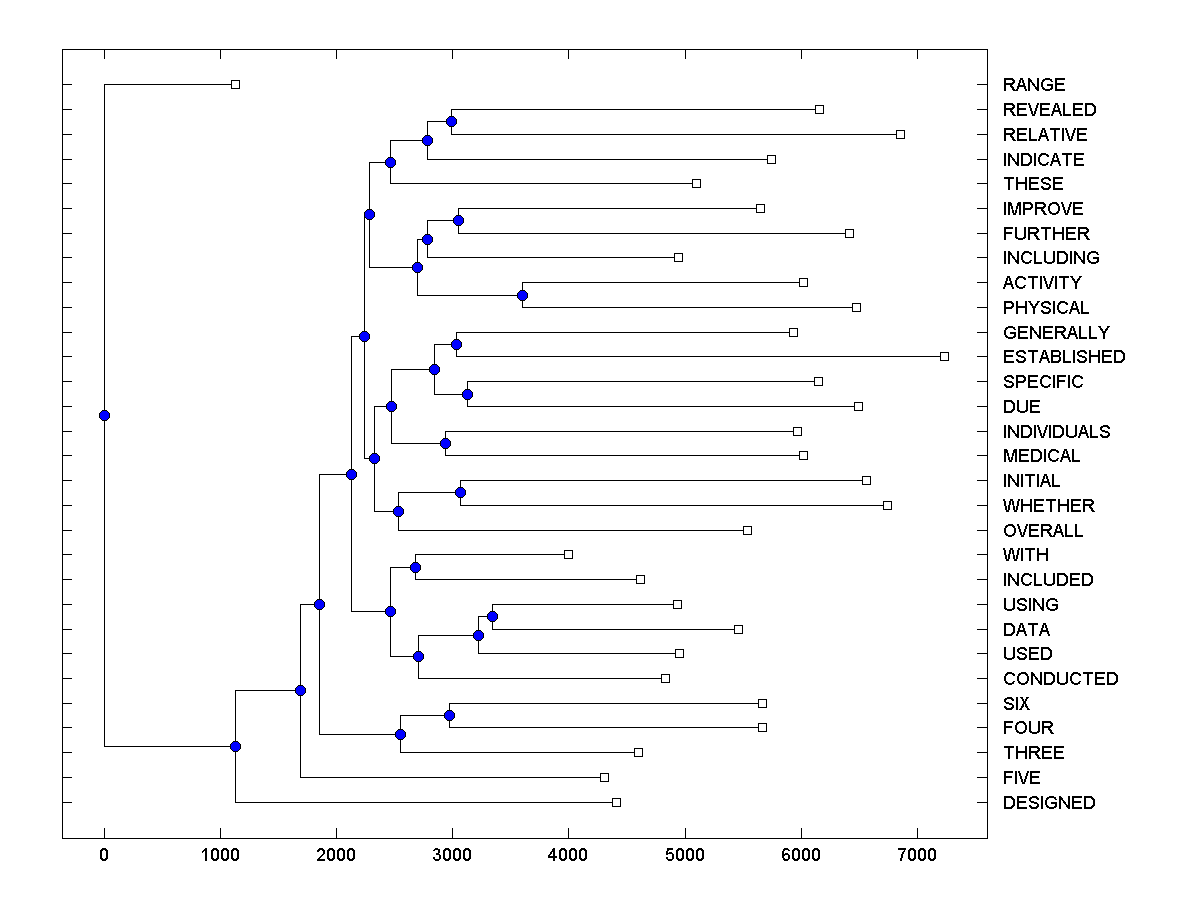 RANGE
REVEALED
RELATIVE
INDICATE
THESE
IMPROVE
FURTHER
INCLUDING
ACTIVITY
PHYSICAL
GENERALLY
ESTABLISHED
SPECIFIC
DUE
INDIVIDUALS
MEDICAL
INITIAL
WHETHER
OVERALL
WITH
INCLUDED
USING
DATA
USED
CONDUCTED
SIX
FOUR
THREE
FIVE
DESIGNED
0 1000 2000 3000 4000 5000 6000 7000